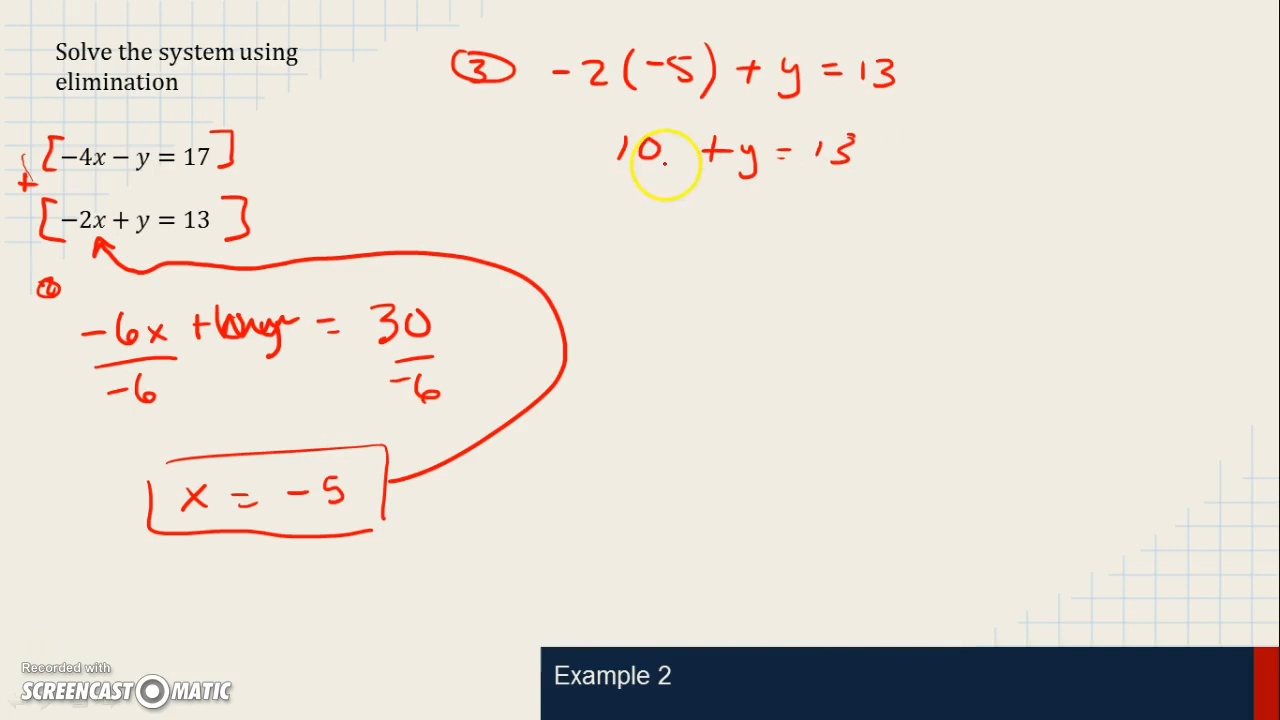 Solve the system using
elimination
[−4x − y = 17]
+
[−2x + y = 13]
-6x + = 30
-6 -6
x = -5
3 -2(-5) + y = 13
10 + y = 13
Example 2
Recorded with
SCREENCAST MATIC